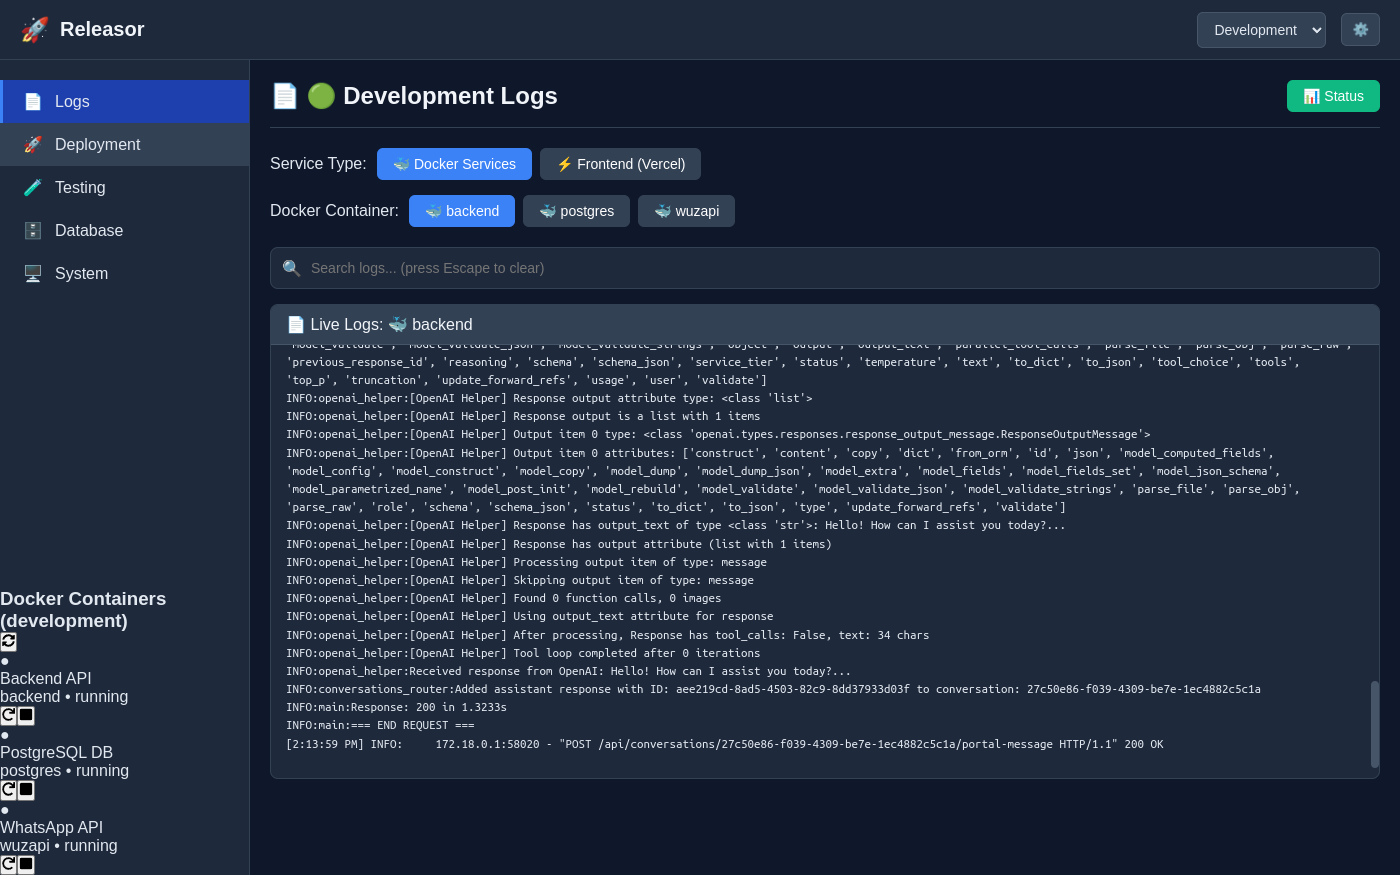 Releasor
Development
Logs
Deployment
Testing
Database
System
Docker Containers
(development)
Backend API
backend • running
PostgreSQL DB
postgres • running
WhatsApp API
wuzapi • running
Development Logs
Status
Service Type:
Docker Services
Frontend (Vercel)
Docker Container:
backend
postgres
wuzapi
Search logs... (press Escape to clear)
Live Logs: backend
'model_validate', 'model_validate_json', 'model_validate_strings', 'object', 'output', 'output_text', 'parallel_tool_calls', 'parse_file', 'parse_obj', 'parse_raw',
'previous_response_id', 'reasoning', 'schema', 'schema_json', 'service_tier', 'status', 'temperature', 'text', 'to_dict', 'to_json', 'tool_choice', 'tools',
'top_p', 'truncation', 'update_forward_refs', 'usage', 'user', 'validate']
INFO:openai_helper:[OpenAI Helper] Response output attribute type: <class 'list'>
INFO:openai_helper:[OpenAI Helper] Response output is a list with 1 items
INFO:openai_helper:[OpenAI Helper] Output item 0 type: <class 'openai.types.responses.response_output_message.ResponseOutputMessage'>
INFO:openai_helper:[OpenAI Helper] Output item 0 attributes: ['construct', 'content', 'copy', 'dict', 'from_orm', 'id', 'json', 'model_computed_fields',
'model_config', 'model_construct', 'model_copy', 'model_dump', 'model_dump_json', 'model_extra', 'model_fields', 'model_fields_set', 'model_json_schema',
'model_parametrized_name', 'model_post_init', 'model_rebuild', 'model_validate', 'model_validate_json', 'model_validate_strings', 'parse_file', 'parse_obj',
'parse_raw', 'role', 'schema', 'schema_json', 'status', 'to_dict', 'to_json', 'type', 'update_forward_refs', 'validate']
INFO:openai_helper:[OpenAI Helper] Response has output_text of type <class 'str'>: Hello! How can I assist you today?...
INFO:openai_helper:[OpenAI Helper] Response has output attribute (list with 1 items)
INFO:openai_helper:[OpenAI Helper] Processing output item of type: message
INFO:openai_helper:[OpenAI Helper] Skipping output item of type: message
INFO:openai_helper:[OpenAI Helper] Found 0 function calls, 0 images
INFO:openai_helper:[OpenAI Helper] Using output_text attribute for response
INFO:openai_helper:[OpenAI Helper] After processing, Response has tool_calls: False, text: 34 chars
INFO:openai_helper:[OpenAI Helper] Tool loop completed after 0 iterations
INFO:openai_helper:Received response from OpenAI: Hello! How can I assist you today?...
INFO:conversations_router:Added assistant response with ID: aee219cd-8ad5-4503-82c9-8dd37933d03f to conversation: 27c50e86-f039-4309-be7e-1ec4882c5c1a
INFO:main:Response: 200 in 1.3233s
INFO:main:=== END REQUEST ===
[2:13:59 PM] INFO:     172.18.0.1:58020 - "POST /api/conversations/27c50e86-f039-4309-be7e-1ec4882c5c1a/portal-message HTTP/1.1" 200 OK